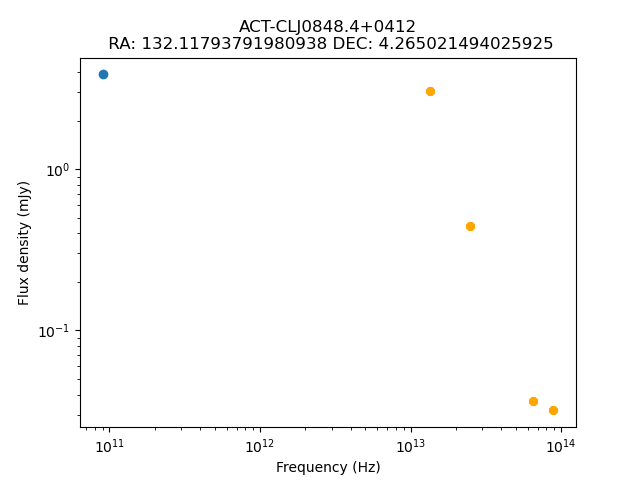 ACT-CLJ0848.4+0412
RA: 132.11793791980938 DEC: 4.265021494025925
Flux density (mJy)
10⁰
10⁻¹
10¹¹ 10¹² 10¹³ 10¹⁴
Frequency (Hz)